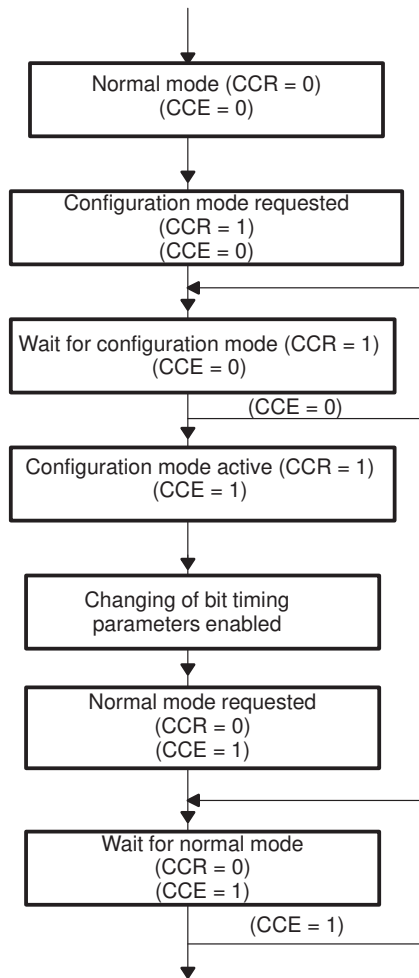 Normal mode (CCR = 0)
(CCE = 0)
Configuration mode requested
(CCR = 1)
(CCE = 0)
Wait for configuration mode (CCR = 1)
(CCE = 0)
(CCE = 0)
Configuration mode active (CCR = 1)
(CCE = 1)
Changing of bit timing
parameters enabled
Normal mode requested
(CCR = 0)
(CCE = 1)
Wait for normal mode
(CCR = 0)
(CCE = 1)
(CCE = 1)